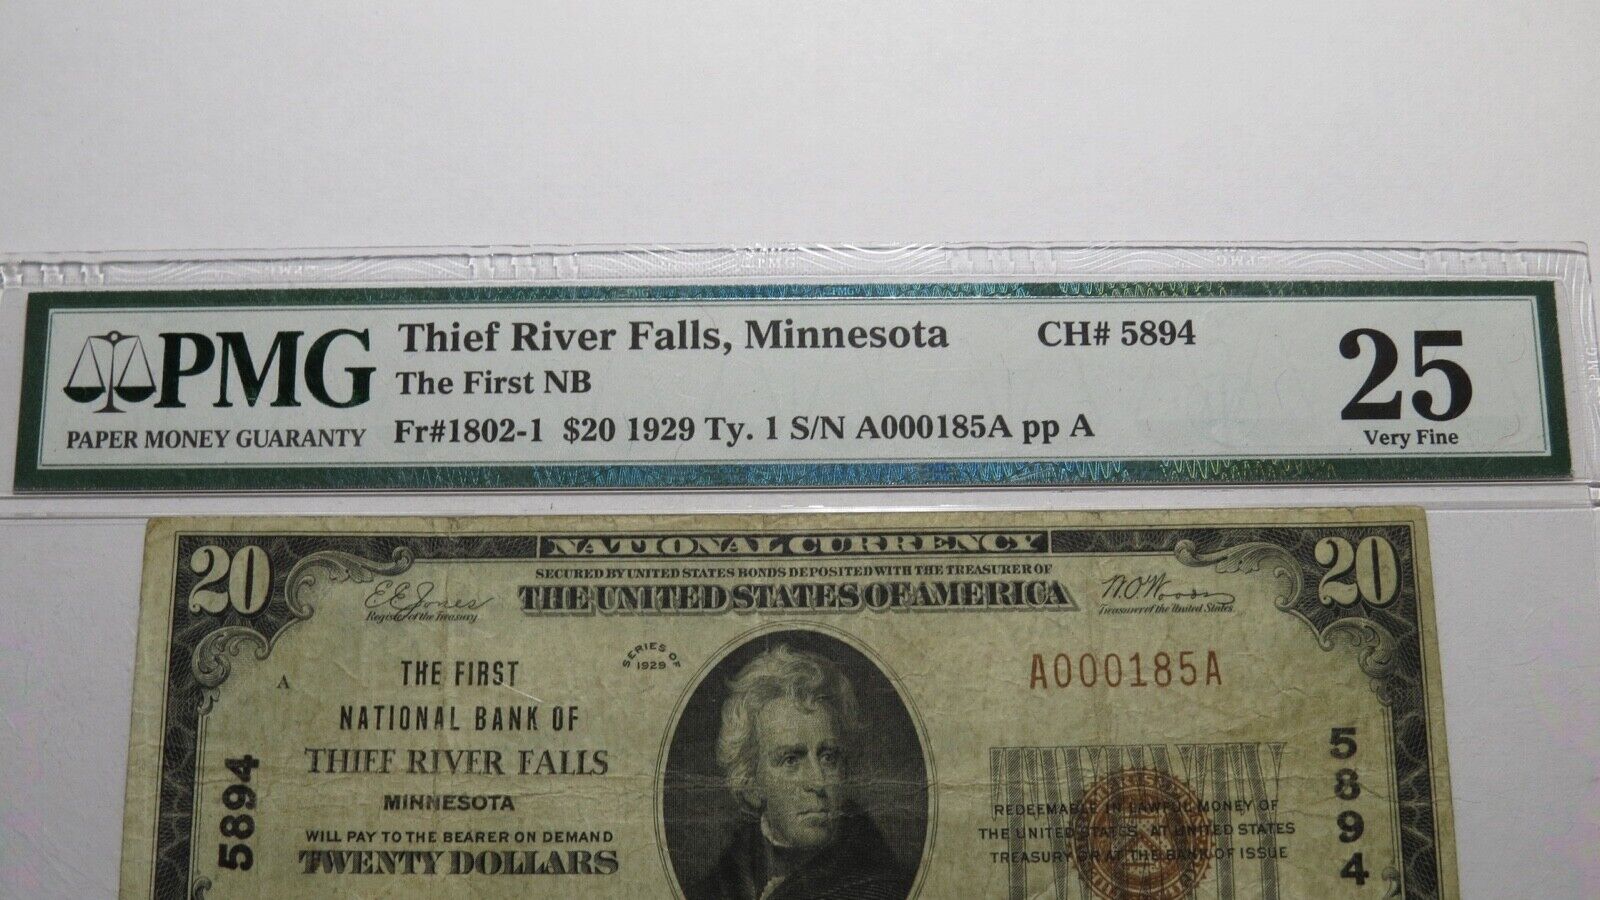 PMG
PAPER MONEY GUARANTY
Thief River Falls, Minnesota CH# 5894
The First NB
Fr#1802-1 $20 1929 Ty. 1 S/N A000185A pp A
25
Very Fine
NATIONAL CURRENCY
SECURED BY UNITED STATES BONDS DEPOSITED WITH THE TREASURER OF
THE UNITED STATES OF AMERICA
20
20
E.E. Jones
Register of the Treasury
W.O. Woods
Treasurer of the United States
SERIES OF
1929
A
THE FIRST
NATIONAL BANK OF
THIEF RIVER FALLS
MINNESOTA
WILL PAY TO THE BEARER ON DEMAND
TWENTY DOLLARS
5894
A000185A
5894
REDEEMABLE IN LAWFUL MONEY OF
THE UNITED STATES AT UNITED STATES
TREASURY OR AT THE BANK OF ISSUE